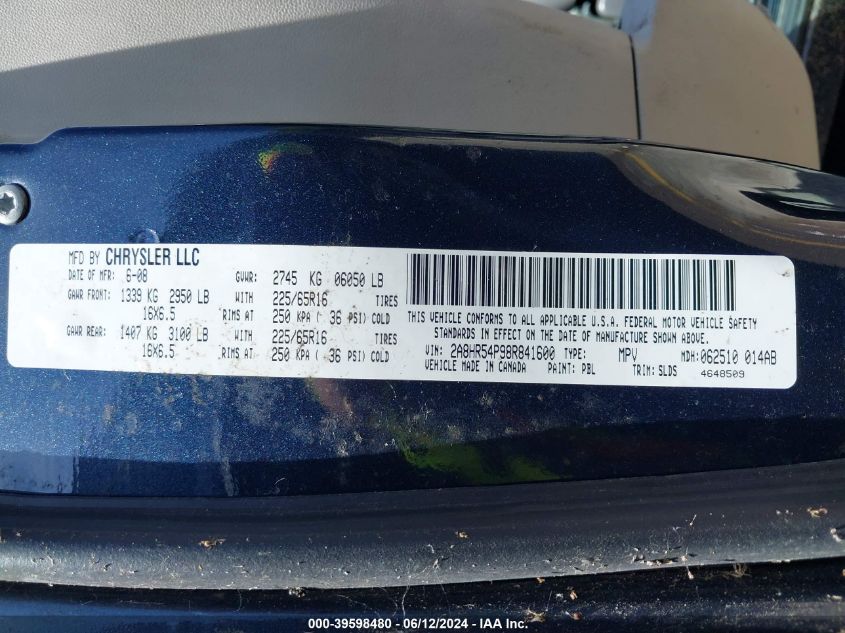 MFD BY CHRYSLER LLC
DATE OF MFR: 6-08 GVWR: 2745 KG 06050 LB
GAWR FRONT: 1339 KG 2950 LB WITH 225/65R16 TIRES
16X6.5 RIMS AT 250 KPA ( 36 PSI) COLD
GAWR REAR: 1407 KG 3100 LB WITH 225/65R16 TIRES
16X6.5 RIMS AT 250 KPA ( 36 PSI) COLD
THIS VEHICLE CONFORMS TO ALL APPLICABLE U.S.A. FEDERAL MOTOR VEHICLE SAFETY
STANDARDS IN EFFECT ON THE DATE OF MANUFACTURE SHOWN ABOVE.
VIN: 2A8HR54P98R841600 TYPE: MPV MDH:062510 014AB
VEHICLE MADE IN CANADA PAINT: PBL TRIM: SLDS 4648509
000-39598480 - 06/12/2024 - IAA Inc.